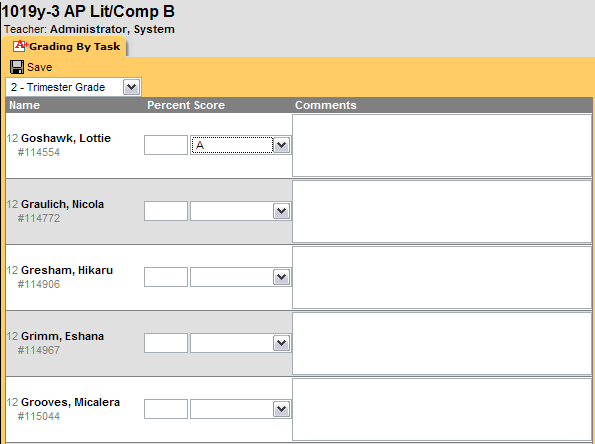 1019y-3 AP Lit/Comp B
Teacher: Administrator, System
A+ Grading By Task
Save
2 - Trimester Grade
Name Percent Score Comments
12 Goshawk, Lottie A
#114554
12 Graulich, Nicola
#114772
12 Gresham, Hikaru
#114906
12 Grimm, Eshana
#114967
12 Grooves, Micalera
#115044